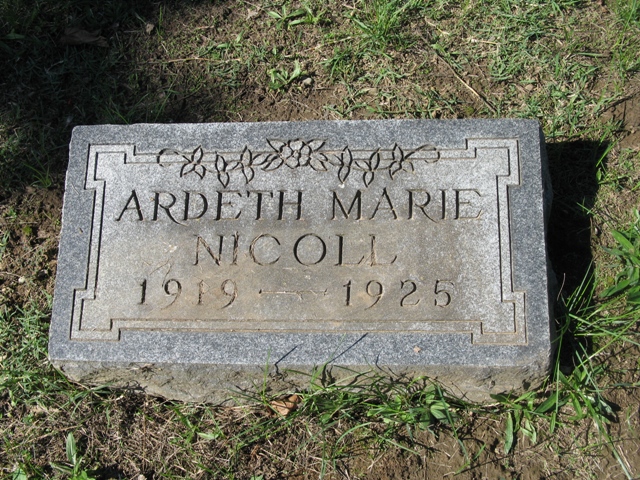 ARDETH MARIE
NICOLL
1919 — 1925